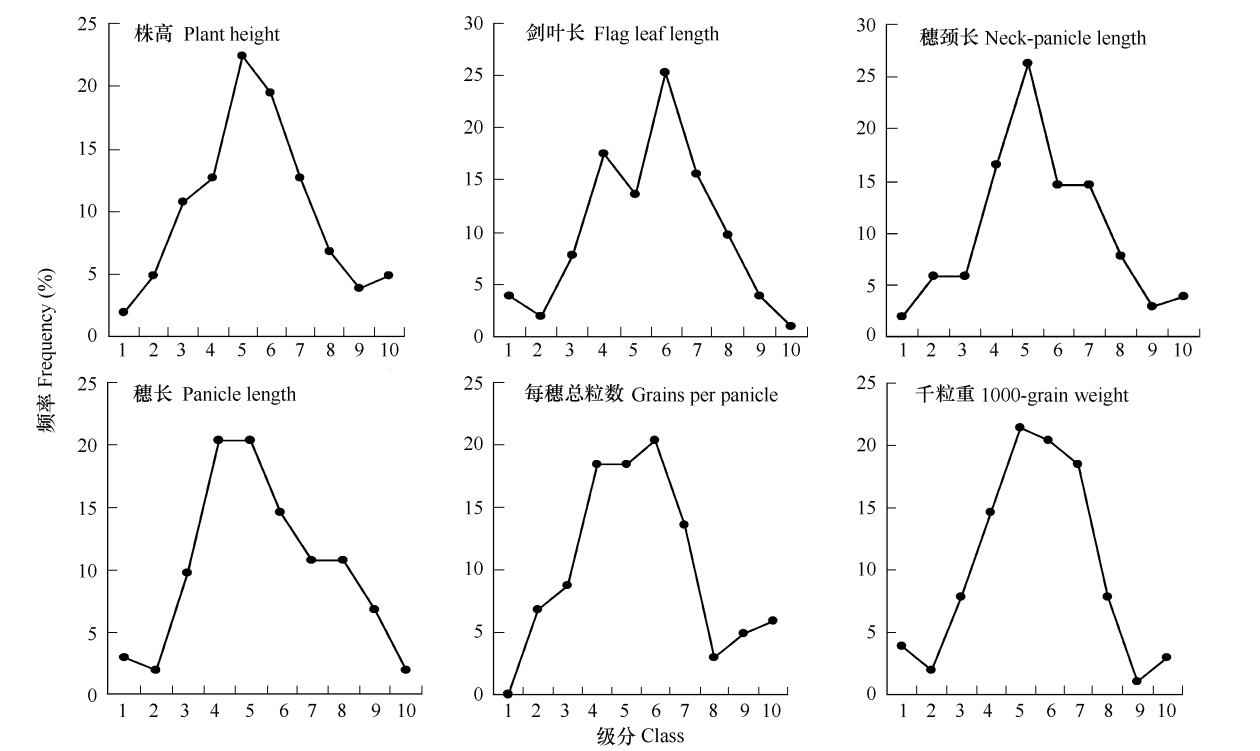 株高 Plant height
25
20
15
10
5
0
1 2 3 4 5 6 7 8 9 10
剑叶长 Flag leaf length
30
25
20
15
10
5
0
1 2 3 4 5 6 7 8 9 10
穗颈长 Neck-panicle length
30
25
20
15
10
5
0
1 2 3 4 5 6 7 8 9 10
频率 Frequency (%)
穗长 Panicle length
25
20
15
10
5
0
1 2 3 4 5 6 7 8 9 10
每穗总粒数 Grains per panicle
25
20
15
10
5
0
1 2 3 4 5 6 7 8 9 10
千粒重 1000-grain weight
25
20
15
10
5
0
1 2 3 4 5 6 7 8 9 10
级分 Class